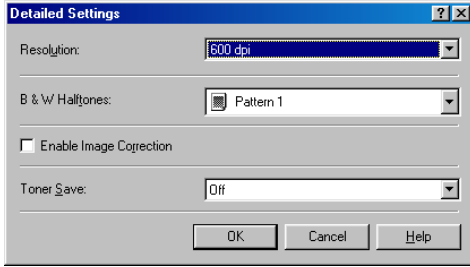 Detailed Settings
Resolution: 600 dpi
B & W Halftones: Pattern 1
Enable Image Correction
Toner Save: Off
OK Cancel Help